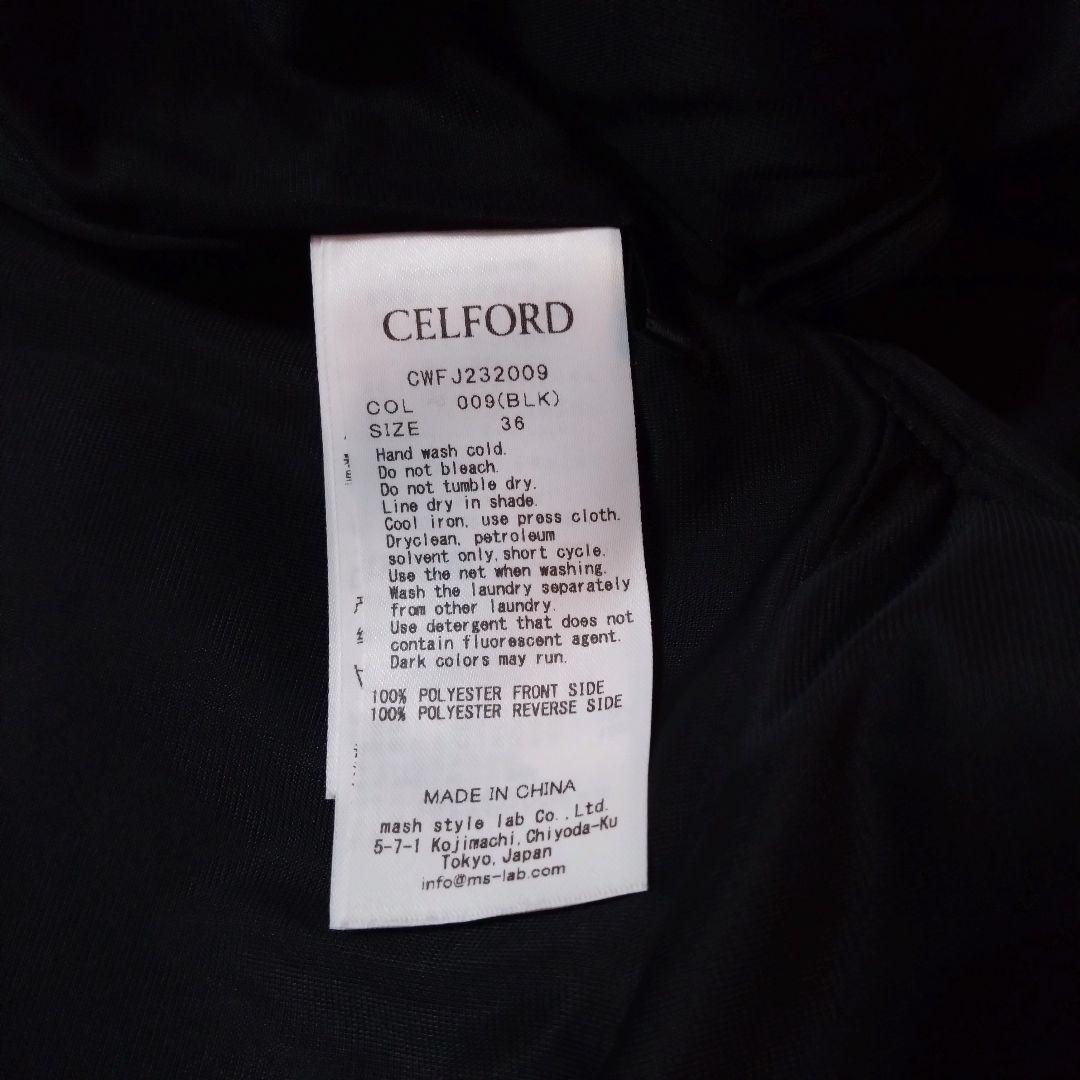 CELFORD
CWFJ232009
COL 009(BLK)
SIZE 36
Hand wash cold.
Do not bleach.
Do not tumble dry.
Line dry in shade.
Cool iron, use press cloth.
Dryclean, petroleum
solvent only,short cycle.
Use the net when washing.
Wash the laundry separately
from other laundry.
Use detergent that does not
contain fluorescent agent.
Dark colors may run.
100% POLYESTER FRONT SIDE
100% POLYESTER REVERSE SIDE
MADE IN CHINA
mash style lab Co.,Ltd.
5-7-1 Kojimachi,Chiyoda-Ku
Tokyo,Japan
info@ms-lab.com